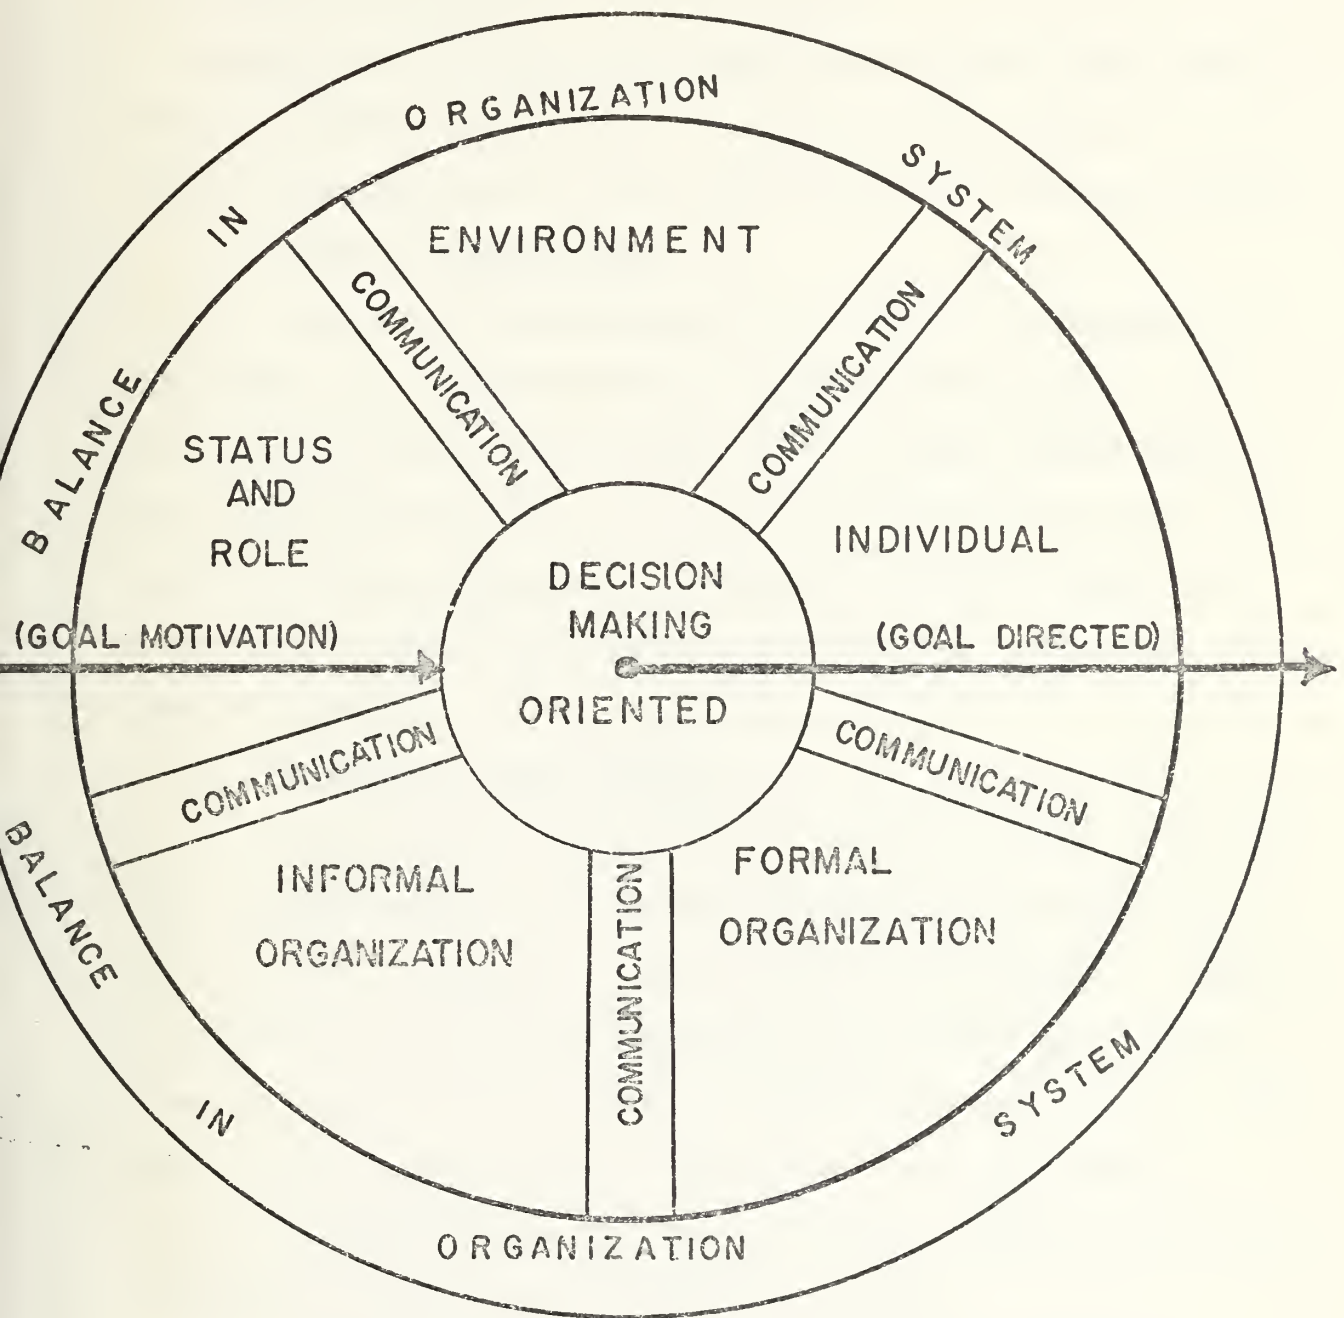 BALANCE IN ORGANIZATION SYSTEM
ENVIRONMENT
COMMUNICATION
COMMUNICATION
STATUS
AND
ROLE
INDIVIDUAL
DECISION
MAKING
ORIENTED
(GOAL MOTIVATION)
(GOAL DIRECTED)
COMMUNICATION
COMMUNICATION
INFORMAL
ORGANIZATION
COMMUNICATION
FORMAL
ORGANIZATION
BALANCE IN ORGANIZATION SYSTEM